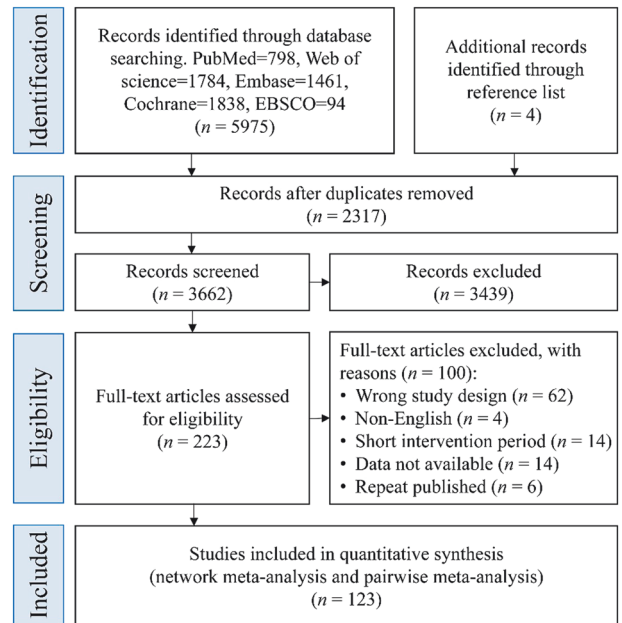 Identification
Records identified through database
searching. PubMed=798, Web of
science=1784, Embase=1461,
Cochrane=1838, EBSCO=94
(n = 5975)
Additional records
identified through
reference list
(n = 4)
Screening
Records after duplicates removed
(n = 2317)
Records screened
(n = 3662)
Records excluded
(n = 3439)
Eligibility
Full-text articles assessed
for eligibility
(n = 223)
Full-text articles excluded, with
reasons (n = 100):
• Wrong study design (n = 62)
• Non-English (n = 4)
• Short intervention period (n = 14)
• Data not available (n = 14)
• Repeat published (n = 6)
Included
Studies included in quantitative synthesis
(network meta-analysis and pairwise meta-analysis)
(n = 123)